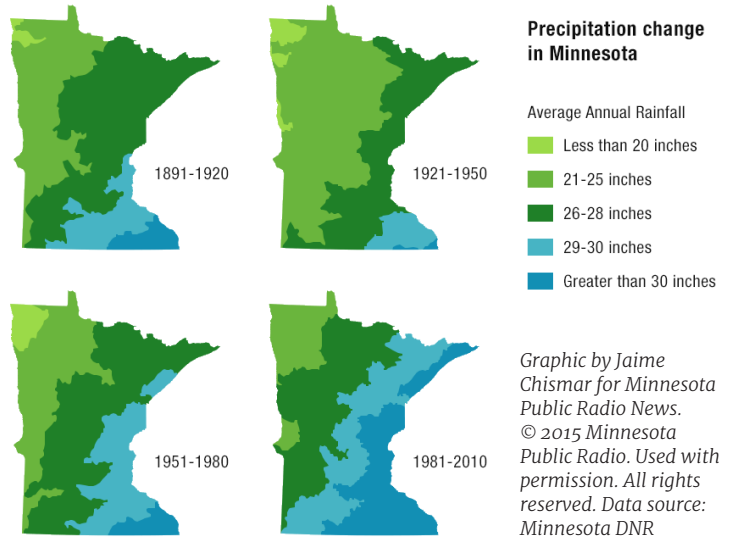 Precipitation change
in Minnesota
Average Annual Rainfall
Less than 20 inches
21-25 inches
26-28 inches
29-30 inches
Greater than 30 inches
1891-1920
1921-1950
1951-1980
1981-2010
Graphic by Jaime
Chismar for Minnesota
Public Radio News.
© 2015 Minnesota
Public Radio. Used with
permission. All rights
reserved. Data source:
Minnesota DNR